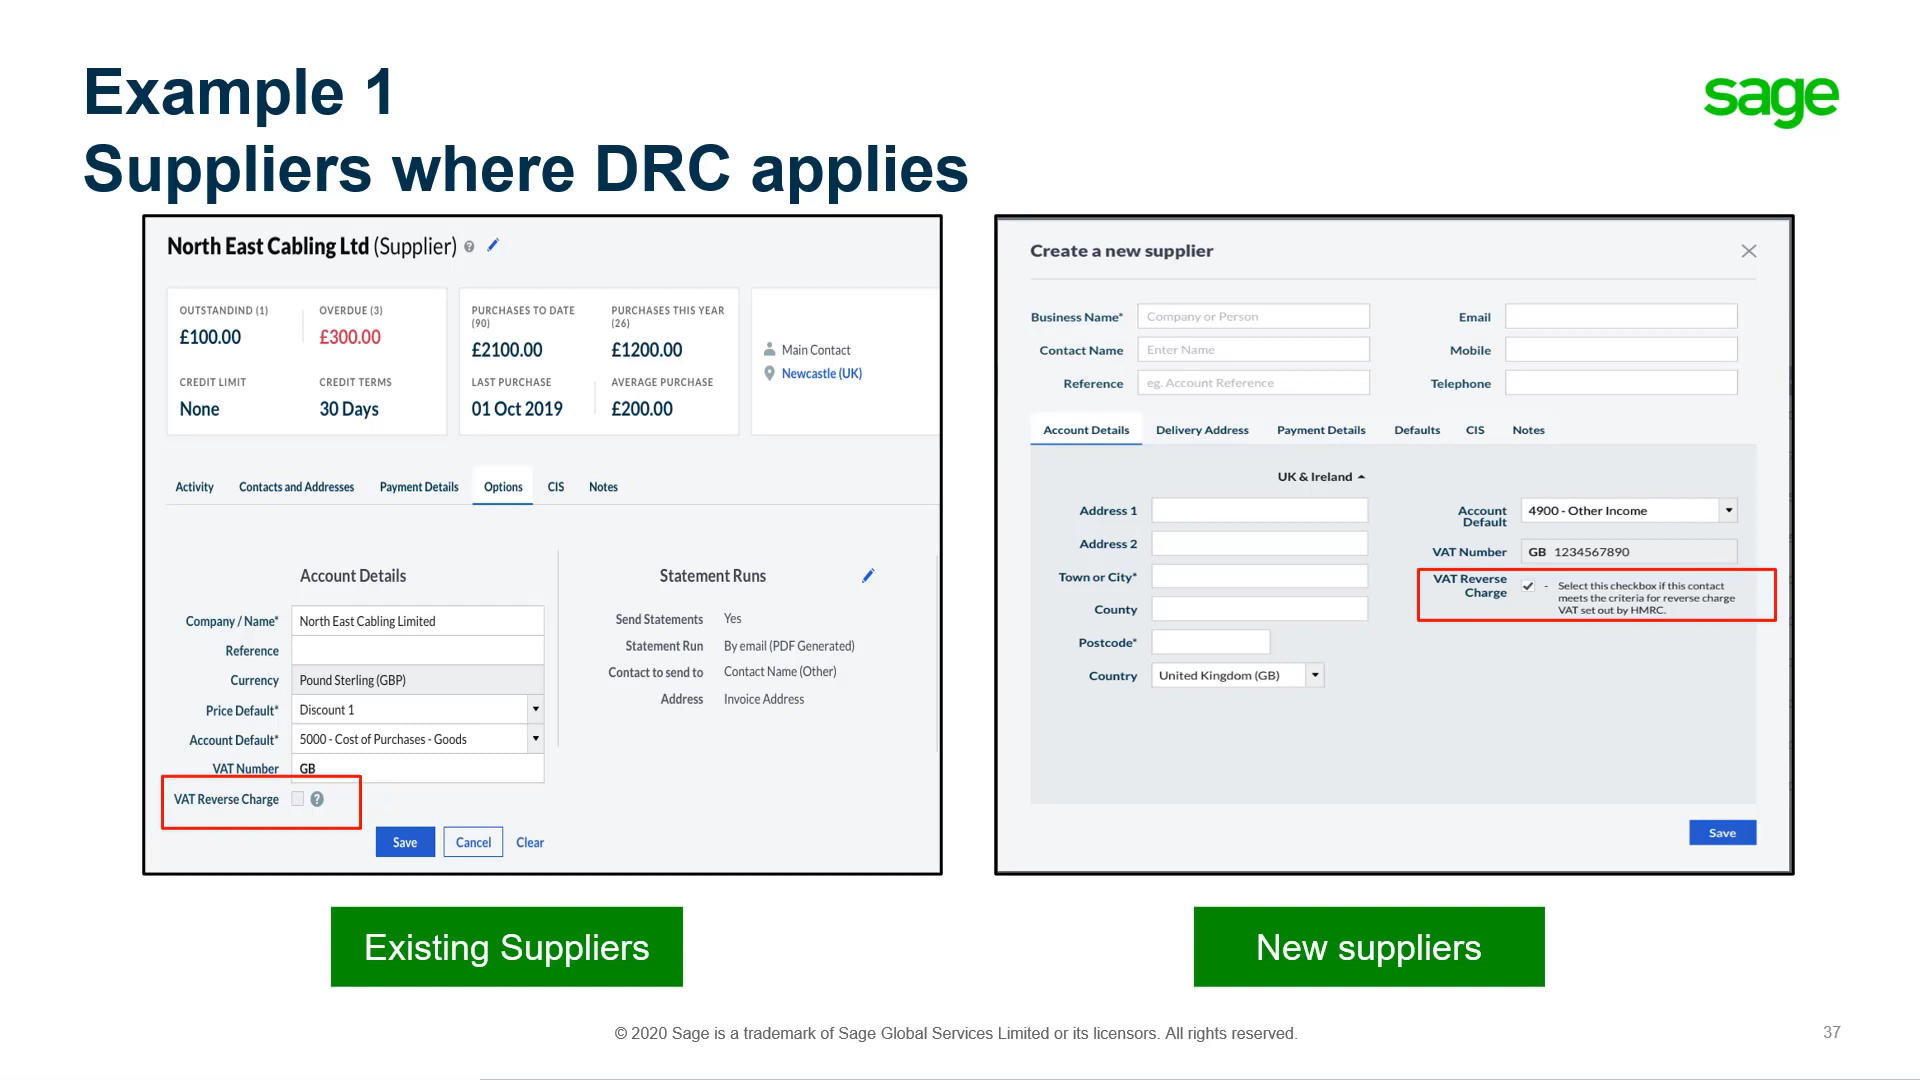 Example 1
Suppliers where DRC applies
sage
North East Cabling Ltd (Supplier) ?
OUTSTANDIND (1)
£100.00
OVERDUE (3)
£300.00
CREDIT LIMIT
None
CREDIT TERMS
30 Days
PURCHASES TO DATE
(90)
£2100.00
PURCHASES THIS YEAR
(26)
£1200.00
LAST PURCHASE
01 Oct 2019
AVERAGE PURCHASE
£200.00
Main Contact
Newcastle (UK)
Activity Contacts and Addresses Payment Details Options CIS Notes
Account Details
Company / Name* North East Cabling Limited
Reference
Currency Pound Sterling (GBP)
Price Default* Discount 1
Account Default* 5000 - Cost of Purchases - Goods
VAT Number GB
VAT Reverse Charge ?
Save Cancel Clear
Statement Runs
Send Statements Yes
Statement Run By email (PDF Generated)
Contact to send to Contact Name (Other)
Address Invoice Address
Existing Suppliers
Create a new supplier
Business Name* Company or Person
Contact Name Enter Name
Reference eg. Account Reference
Email
Mobile
Telephone
Account Details Delivery Address Payment Details Defaults CIS Notes
UK & Ireland
Address 1
Address 2
Town or City*
County
Postcode*
Country United Kingdom (GB)
Account
Default
4900 - Other Income
VAT Number GB 1234567890
VAT Reverse
Charge
- Select this checkbox if this contact
meets the criteria for reverse charge
VAT set out by HMRC.
Save
New suppliers
© 2020 Sage is a trademark of Sage Global Services Limited or its licensors. All rights reserved.
37